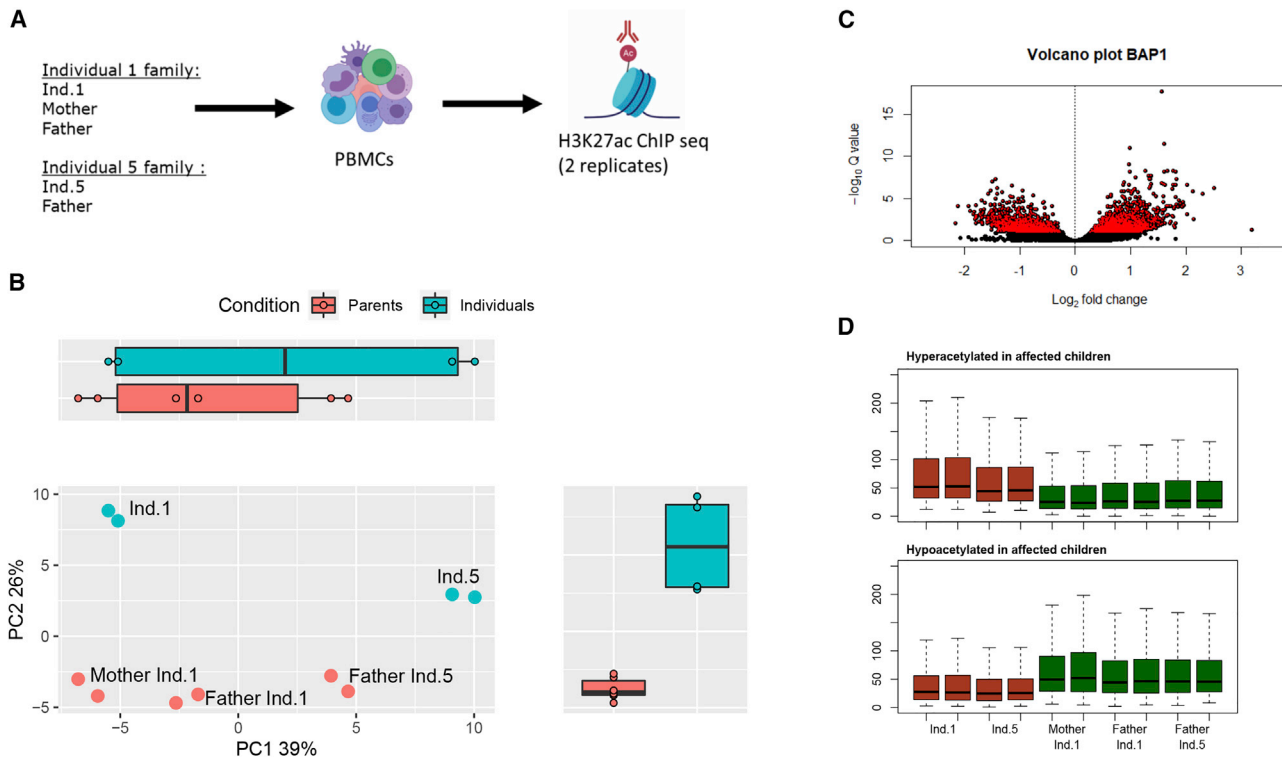 A
Individual 1 family:
Ind.1
Mother
Father
Individual 5 family :
Ind.5
Father
PBMCs
Ac
H3K27ac ChIP seq
(2 replicates)
B
Condition Parents Individuals
10
5
0
−5
PC2 26%
Ind.1
Ind.5
Mother Ind.1
Father Ind.1
Father Ind.5
−5 0 5 10
PC1 39%
C
Volcano plot BAP1
−log10 Q value
15
10
5
0
-2 -1 0 1 2 3
Log2 fold change
D
Hyperacetylated in affected children
200
100
50
0
Hypoacetylated in affected children
200
100
50
0
Ind.1 Ind.5 Mother Father Father
Ind.1 Ind.1 Ind.5